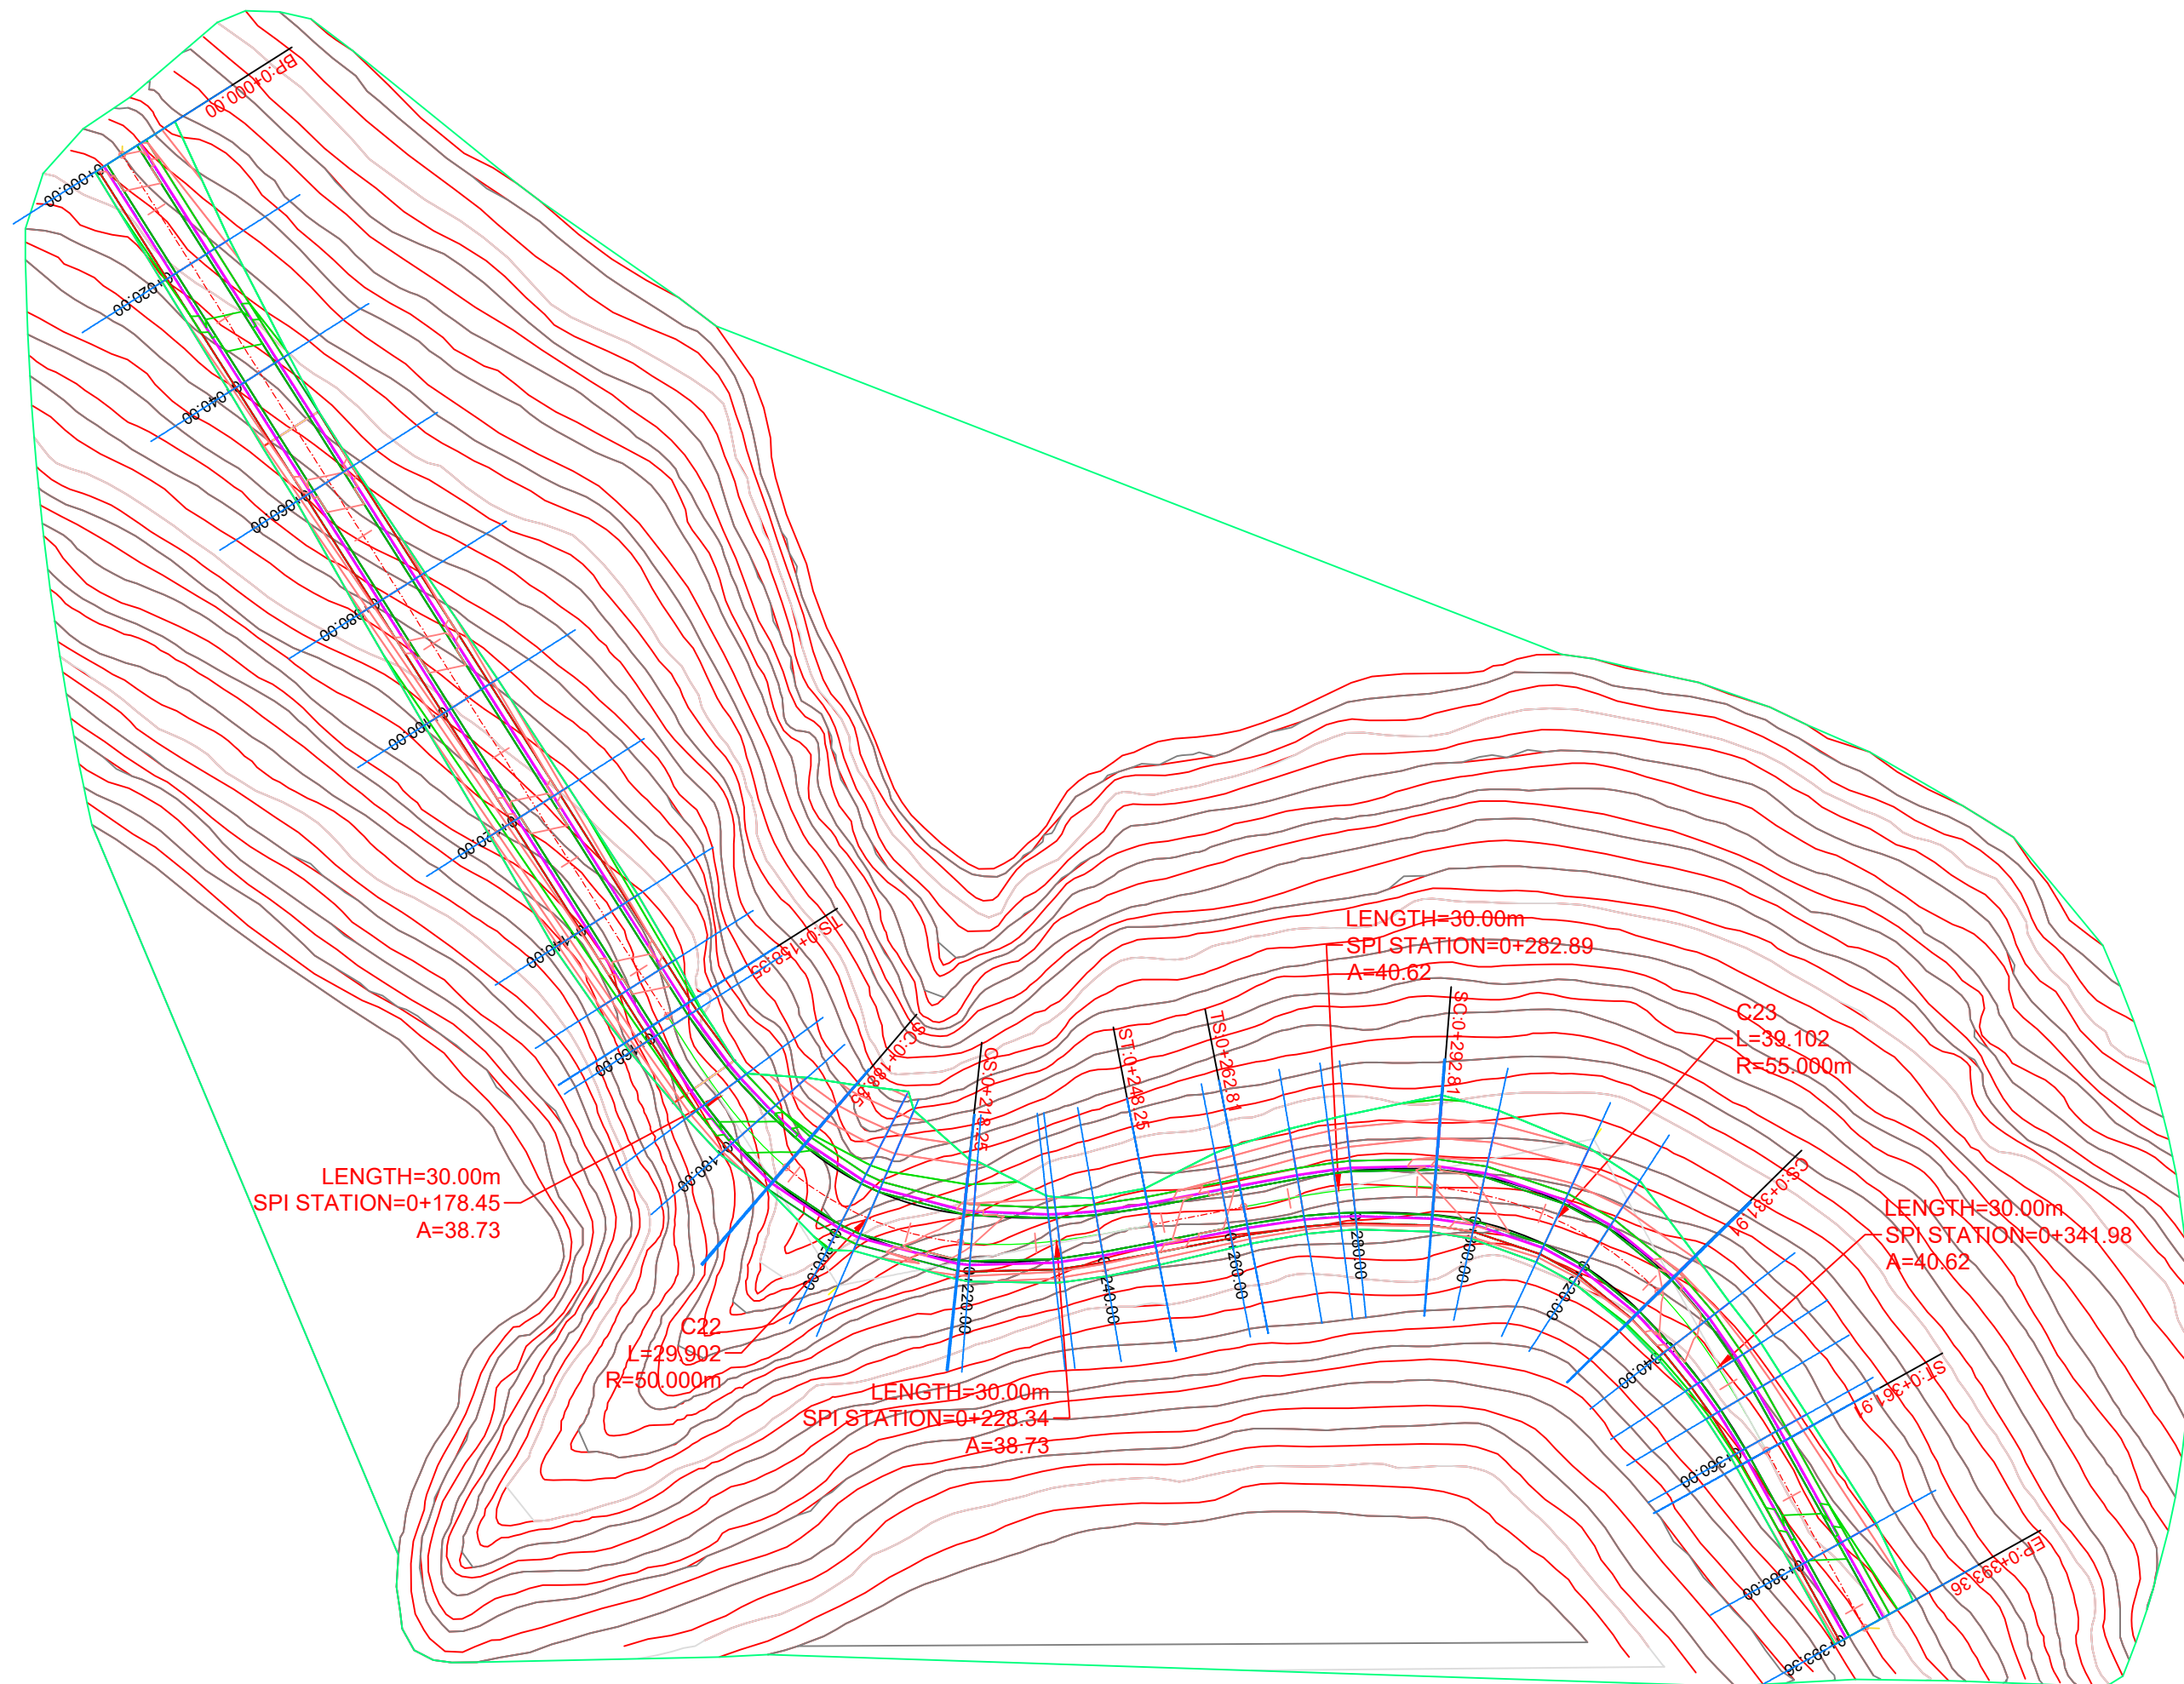 BP:0+000.00
0+000.00
0+020.00
0+040.00
0+060.00
0+080.00
0+100.00
0+120.00
0+140.00
TS:0+158.35
0+160.00
0+180.00
SC:0+188.35
LENGTH=30.00m
SPI STATION=0+178.45
A=38.73
0+200.00
C22
L=29.902
R=50.000m
CS:0+218.25
0+220.00
LENGTH=30.00m
SPI STATION=0+228.34
A=38.73
0+240.00
ST:0+248.25
0+260.00
TS:0+262.81
LENGTH=30.00m
SPI STATION=0+282.89
A=40.62
0+280.00
SC:0+292.81
0+300.00
C23
L=39.102
R=55.000m
0+320.00
CS:0+331.91
0+340.00
LENGTH=30.00m
SPI STATION=0+341.98
A=40.62
ST:0+361.91
0+360.00
0+380.00
EP:0+393.36
0+393.36